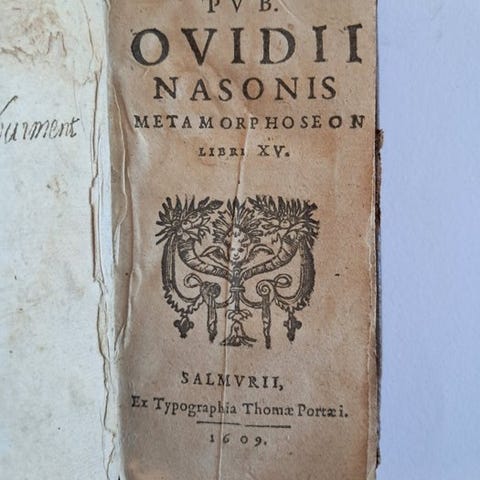 PVB.
OVIDII
NASONIS
METAMORPHOSEON
LIBRI XV.
SALMVRII,
Ex Typographia Thomæ Portæi.
1609.